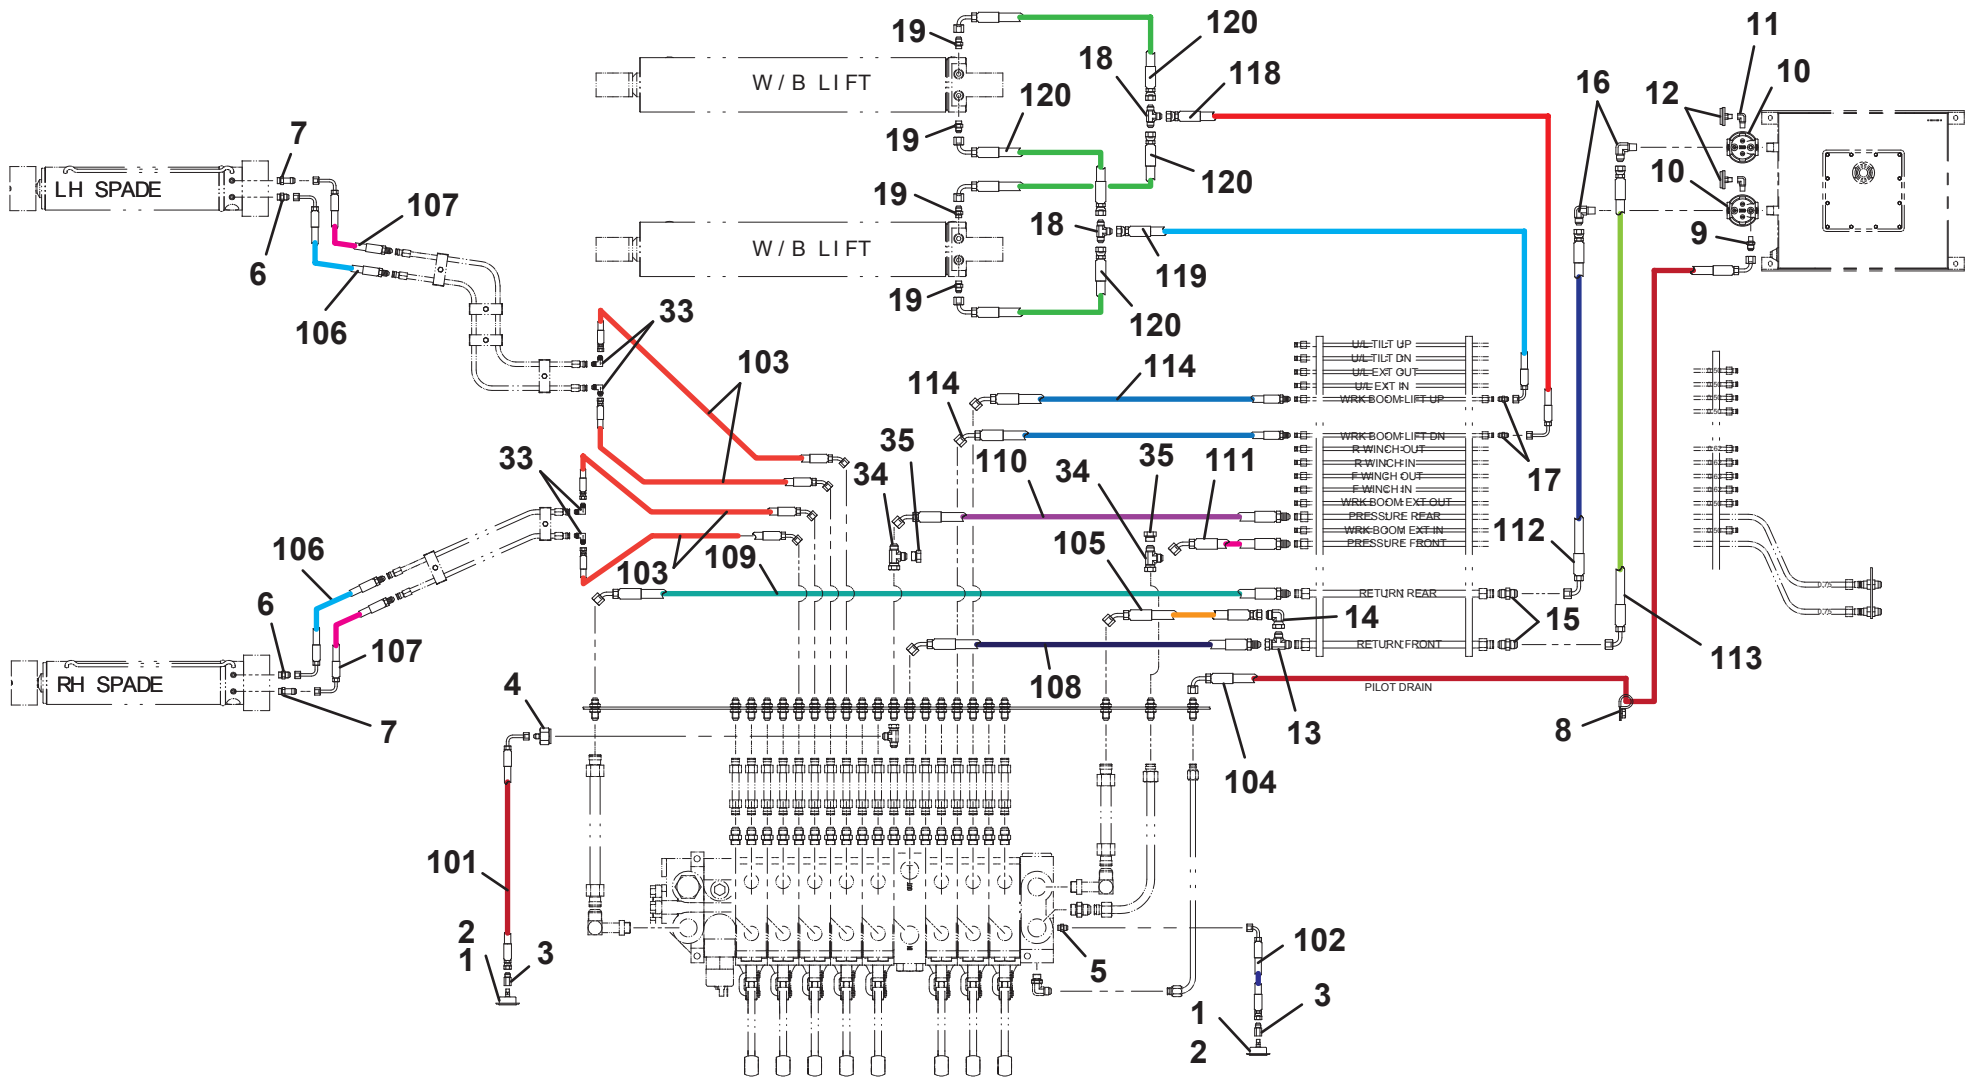 120
11
19
18
118
10
W / B  L I F T
16
12
120
7
19
LH  SPADE
120
10
107
19
18
9
W / B  L I F T
6
119
19
106
33
120
U/L TILT UP
U/L TILT DN
103
114
U/L EXT OUT
U/L EXT IN
WRK BOOM LIFT UP
114
35
WRK BOOM LIFT DN
33
34
110
35
111
R WINCH OUT
34
R WINCH IN
17
F WINCH OUT
F WINCH IN
WRK BOOM EXT OUT
PRESSURE REAR
WRK BOOM EXT IN
112
105
PRESSURE FRONT
106
103
109
RETURN REAR
6
14
15
107
RETURN FRONT
113
RH  SPADE
4
108
PILOT DRAIN
7
13
8
104
101
2
1
3
5
102
3
1
2